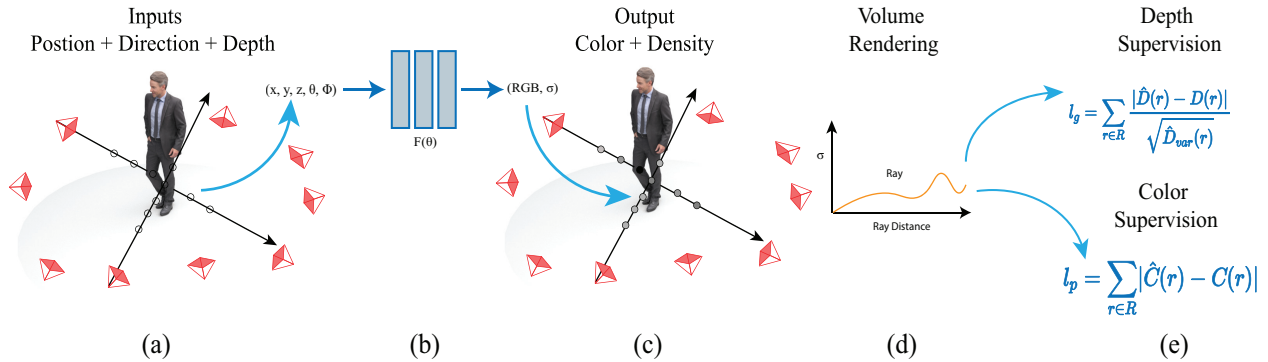 Inputs
Postion + Direction + Depth
(x, y, z, θ, Φ)
F(θ)
Output
Color + Density
(RGB, σ)
Volume
Rendering
σ
Ray
Ray Distance
Depth
Supervision
l_g = ∑_{r∈R} |D̂(r) − D(r)| / √D̂_{var}(r)
Color
Supervision
l_p = ∑_{r∈R} |Ĉ(r) − C(r)|
(a)
(b)
(c)
(d)
(e)